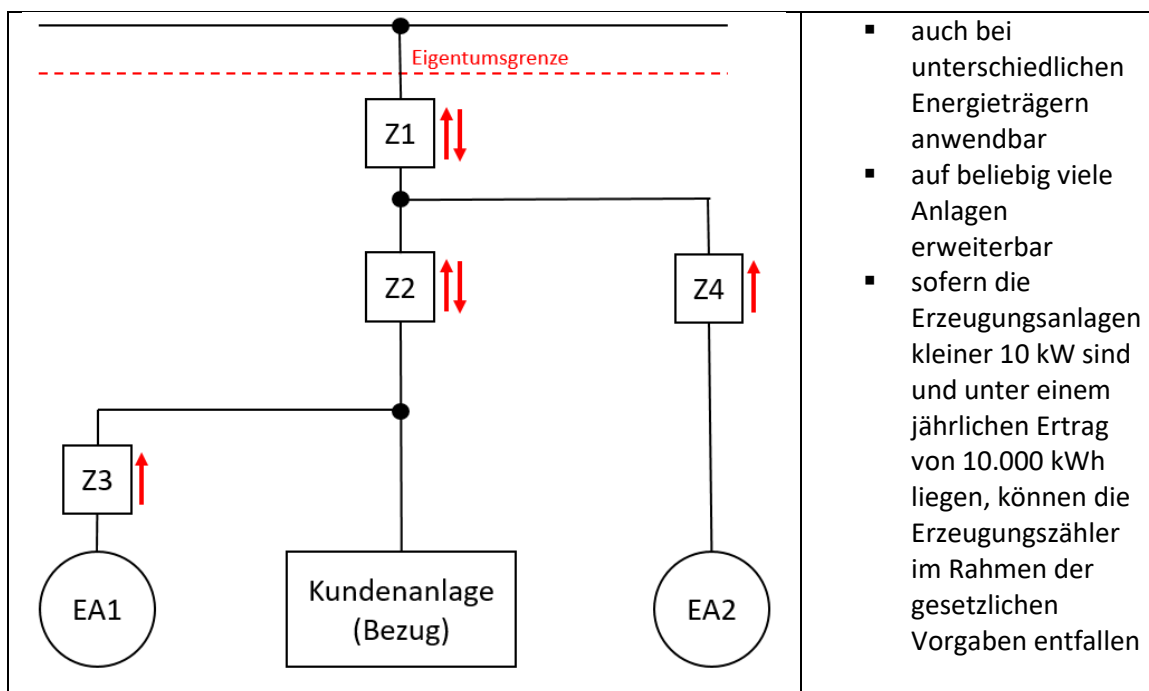 Eigentumsgrenze
Z1
Z2
Z4
Z3
EA1
Kundenanlage
(Bezug)
EA2
▪ auch bei
unterschiedlichen
Energieträgern
anwendbar
▪ auf beliebig viele
Anlagen
erweiterbar
▪ sofern die
Erzeugungsanlagen
kleiner 10 kW sind
und unter einem
jährlichen Ertrag
von 10.000 kWh
liegen, können die
Erzeugungszähler
im Rahmen der
gesetzlichen
Vorgaben entfallen